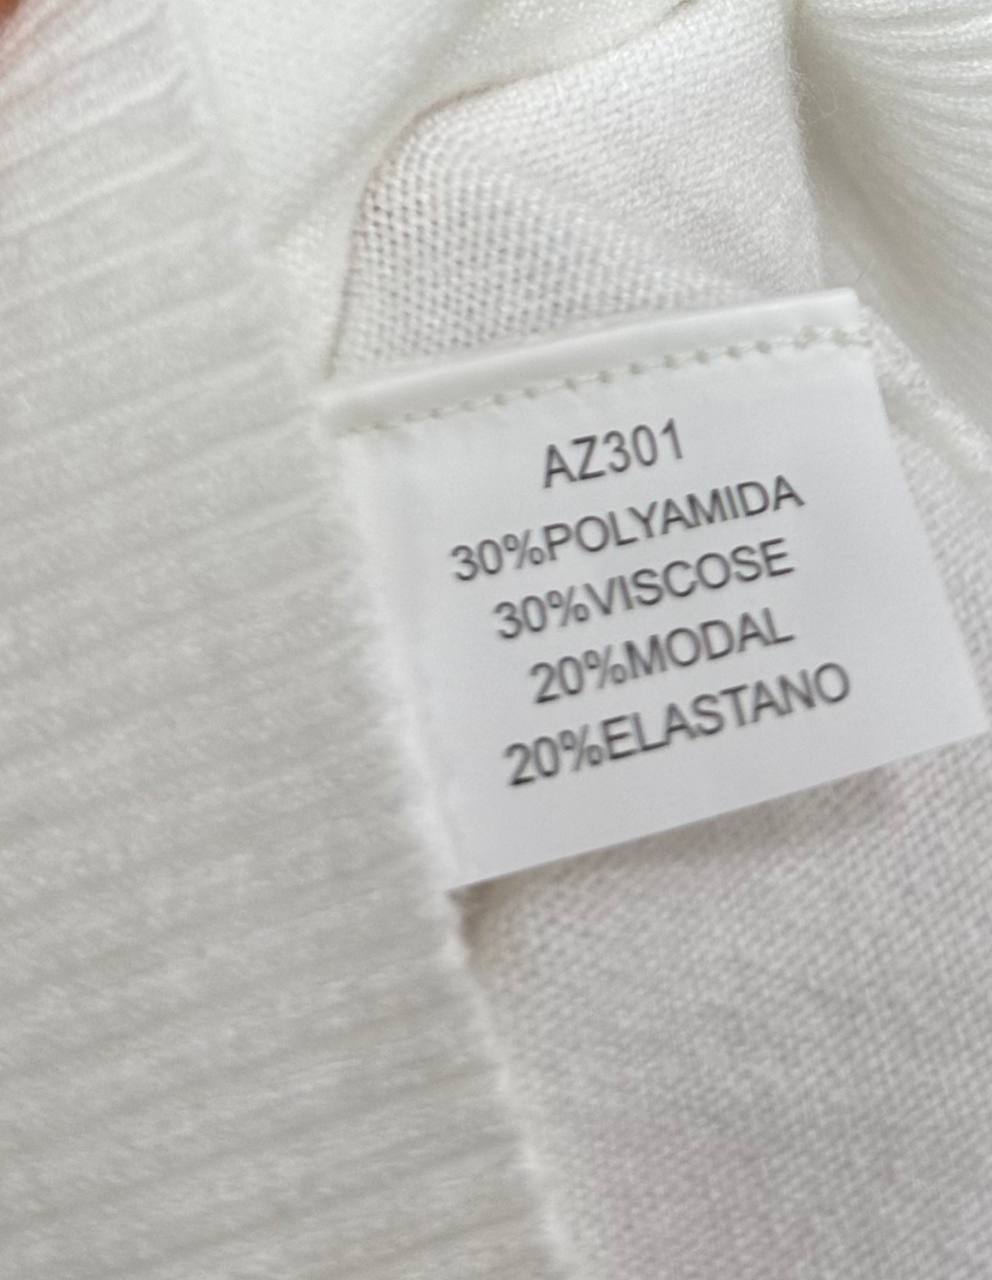 AZ301
30%POLYAMIDA
30%VISCOSE
20%MODAL
20%ELASTANO